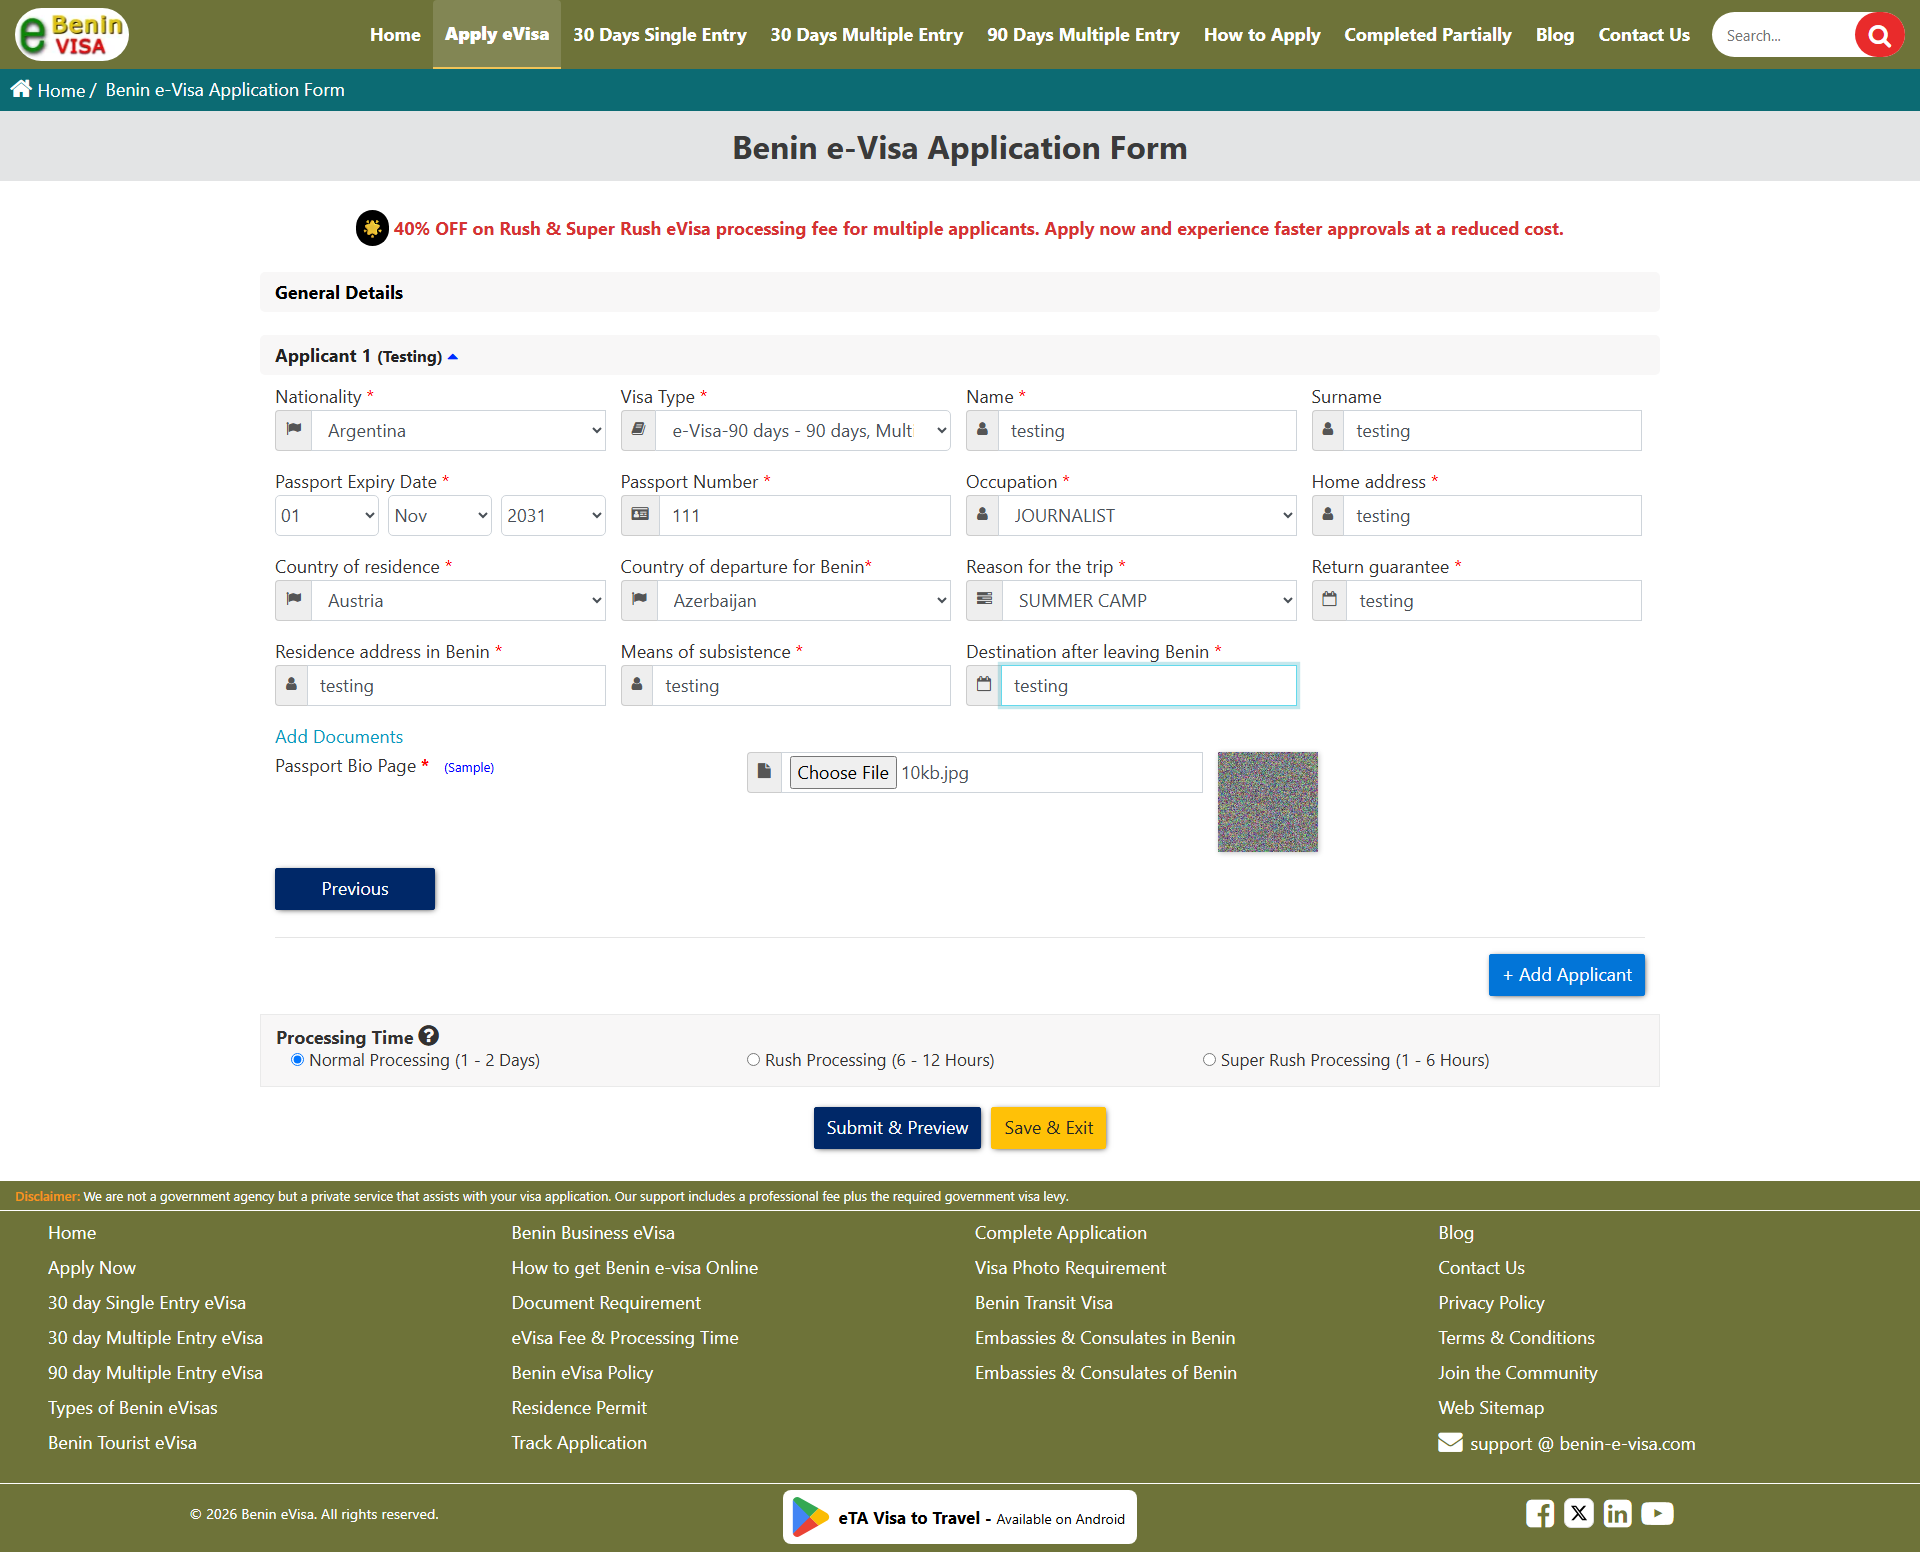 e Benin VISA
Home Apply eVisa 30 Days Single Entry 30 Days Multiple Entry 90 Days Multiple Entry How to Apply Completed Partially Blog Contact Us Search...
Home / Benin e-Visa Application Form
Benin e-Visa Application Form
40% OFF on Rush & Super Rush eVisa processing fee for multiple applicants. Apply now and experience faster approvals at a reduced cost.
General Details
Applicant 1 (Testing)
Nationality * Visa Type * Name * Surname
Argentina e-Visa-90 days - 90 days, Multi testing testing
Passport Expiry Date * Passport Number * Occupation * Home address *
01 Nov 2031 111 JOURNALIST testing
Country of residence * Country of departure for Benin* Reason for the trip * Return guarantee *
Austria Azerbaijan SUMMER CAMP testing
Residence address in Benin * Means of subsistence * Destination after leaving Benin *
testing testing testing
Add Documents
Passport Bio Page * (Sample) Choose File 10kb.jpg
Previous
+ Add Applicant
Processing Time ?
Normal Processing (1 - 2 Days) Rush Processing (6 - 12 Hours) Super Rush Processing (1 - 6 Hours)
Submit & Preview Save & Exit
Disclaimer: We are not a government agency but a private service that assists with your visa application. Our support includes a professional fee plus the required government visa levy.
Home Benin Business eVisa Complete Application Blog
Apply Now How to get Benin e-visa Online Visa Photo Requirement Contact Us
30 day Single Entry eVisa Document Requirement Benin Transit Visa Privacy Policy
30 day Multiple Entry eVisa eVisa Fee & Processing Time Embassies & Consulates in Benin Terms & Conditions
90 day Multiple Entry eVisa Benin eVisa Policy Embassies & Consulates of Benin Join the Community
Types of Benin eVisas Residence Permit Web Sitemap
Benin Tourist eVisa Track Application support @ benin-e-visa.com
© 2026 Benin eVisa. All rights reserved. eTA Visa to Travel - Available on Android